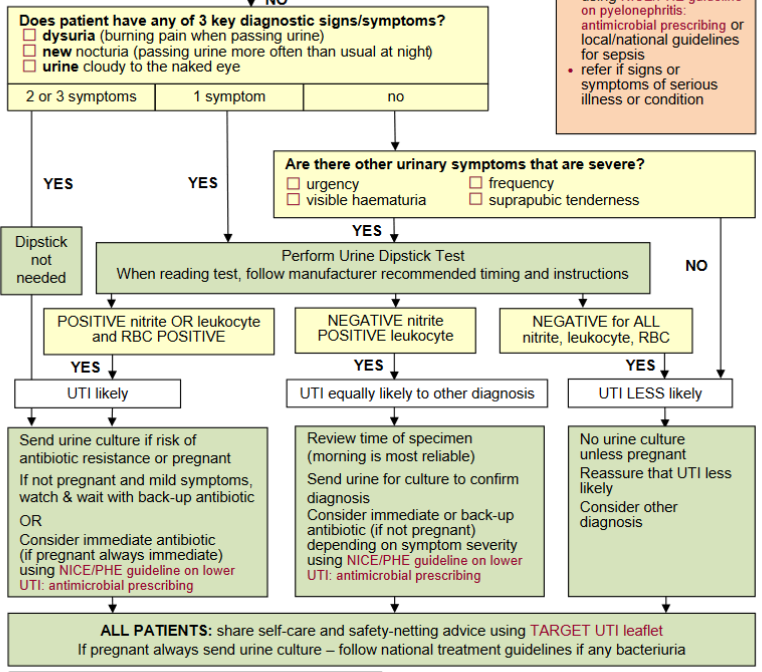 NO
Does patient have any of 3 key diagnostic signs/symptoms?
dysuria (burning pain when passing urine)
new nocturia (passing urine more often than usual at night)
urine cloudy to the naked eye
2 or 3 symptoms
1 symptom
no
on pyelonephritis:
antimicrobial prescribing or
local/national guidelines
for sepsis
• refer if signs or
symptoms of serious
illness or condition
Are there other urinary symptoms that are severe?
urgency
frequency
visible haematuria
suprapubic tenderness
YES
YES
YES
NO
Dipstick
not
needed
Perform Urine Dipstick Test
When reading test, follow manufacturer recommended timing and instructions
POSITIVE nitrite OR leukocyte
and RBC POSITIVE
NEGATIVE nitrite
POSITIVE leukocyte
NEGATIVE for ALL
nitrite, leukocyte, RBC
YES
YES
YES
UTI likely
UTI equally likely to other diagnosis
UTI LESS likely
Send urine culture if risk of
antibiotic resistance or pregnant
If not pregnant and mild symptoms,
watch & wait with back-up antibiotic
OR
Consider immediate antibiotic
(if pregnant always immediate)
using NICE/PHE guideline on lower
UTI: antimicrobial prescribing
Review time of specimen
(morning is most reliable)
Send urine for culture to confirm
diagnosis
Consider immediate or back-up
antibiotic (if not pregnant)
depending on symptom severity
using NICE/PHE guideline on lower
UTI: antimicrobial prescribing
No urine culture
unless pregnant
Reassure that UTI less
likely
Consider other
diagnosis
ALL PATIENTS: share self-care and safety-netting advice using TARGET UTI leaflet
If pregnant always send urine culture – follow national treatment guidelines if any bacteriuria